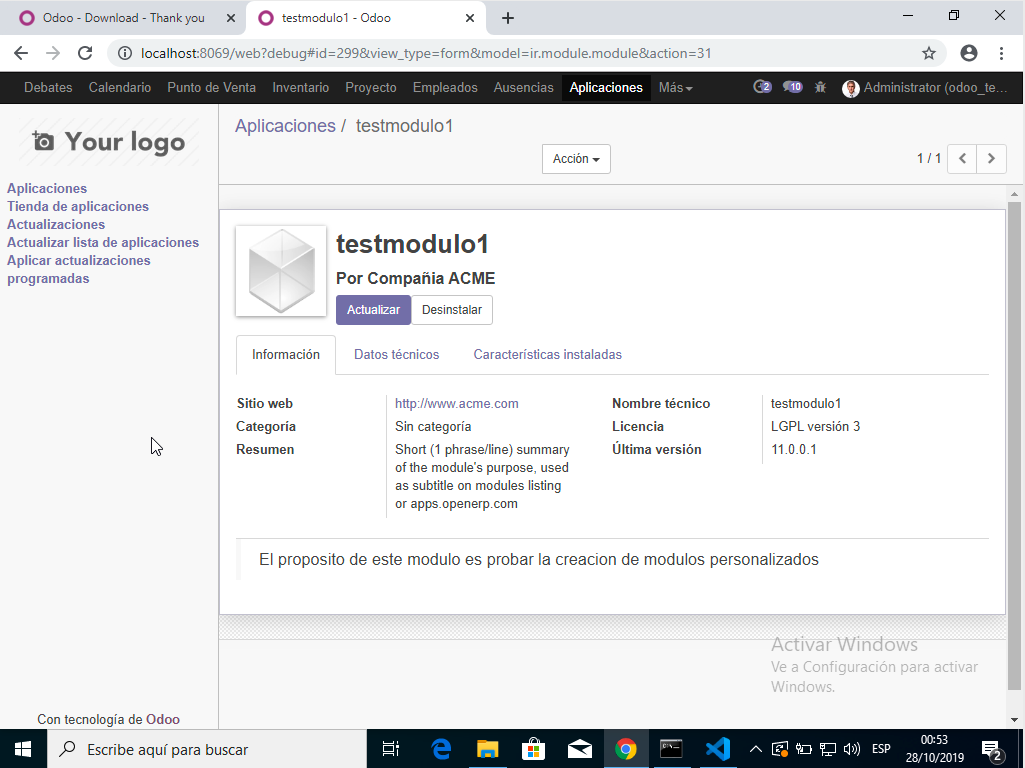 Odoo - Download - Thank you
testmodulo1 - Odoo
localhost:8069/web?debug#id=299&view_type=form&model=ir.module.module&action=31
Debates Calendario Punto de Venta Inventario Proyecto Empleados Ausencias Aplicaciones Más 2 10 Administrator (odoo_te...
Your logo
Aplicaciones / testmodulo1
Acción
1 / 1
Aplicaciones
Tienda de aplicaciones
Actualizaciones
Actualizar lista de aplicaciones
Aplicar actualizaciones
programadas
testmodulo1
Por Compañia ACME
Actualizar Desinstalar
Información Datos técnicos Características instaladas
Sitio web http://www.acme.com
Categoría Sin categoría
Resumen Short (1 phrase/line) summary
of the module's purpose, used
as subtitle on modules listing
or apps.openerp.com
Nombre técnico testmodulo1
Licencia LGPL versión 3
Última versión 11.0.0.1
El proposito de este modulo es probar la creacion de modulos personalizados
Activar Windows
Ve a Configuración para activar
Windows.
Con tecnología de Odoo
Escribe aquí para buscar
ESP
00:53
28/10/2019
2